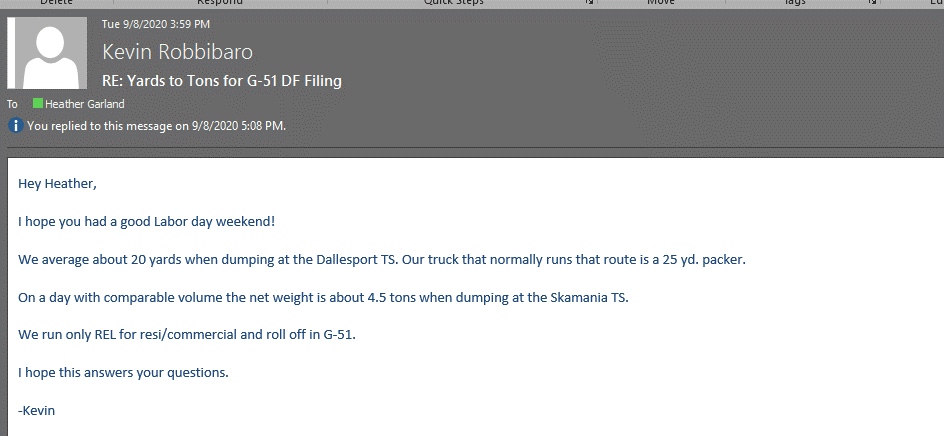 Delete Respond Quick Steps Move Tags
Tue 9/8/2020 3:59 PM
Kevin Robbibaro
RE: Yards to Tons for G-51 DF Filing
To Heather Garland
You replied to this message on 9/8/2020 5:08 PM.
Hey Heather,
I hope you had a good Labor day weekend!
We average about 20 yards when dumping at the Dallesport TS. Our truck that normally runs that route is a 25 yd. packer.
On a day with comparable volume the net weight is about 4.5 tons when dumping at the Skamania TS.
We run only REL for resi/commercial and roll off in G-51.
I hope this answers your questions.
-Kevin